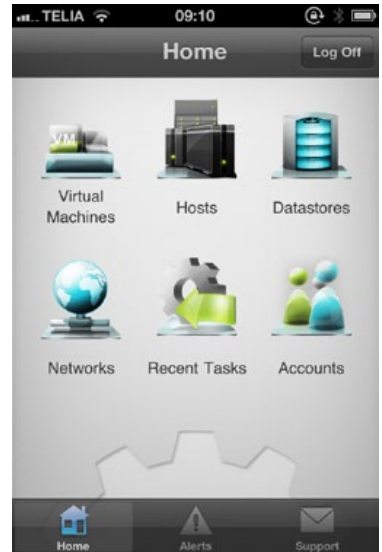 TELIA 09:10
Home Log Off
VM
Virtual
Machines
Hosts
Datastores
Networks
Recent Tasks
Accounts
Home
Alerts
Support